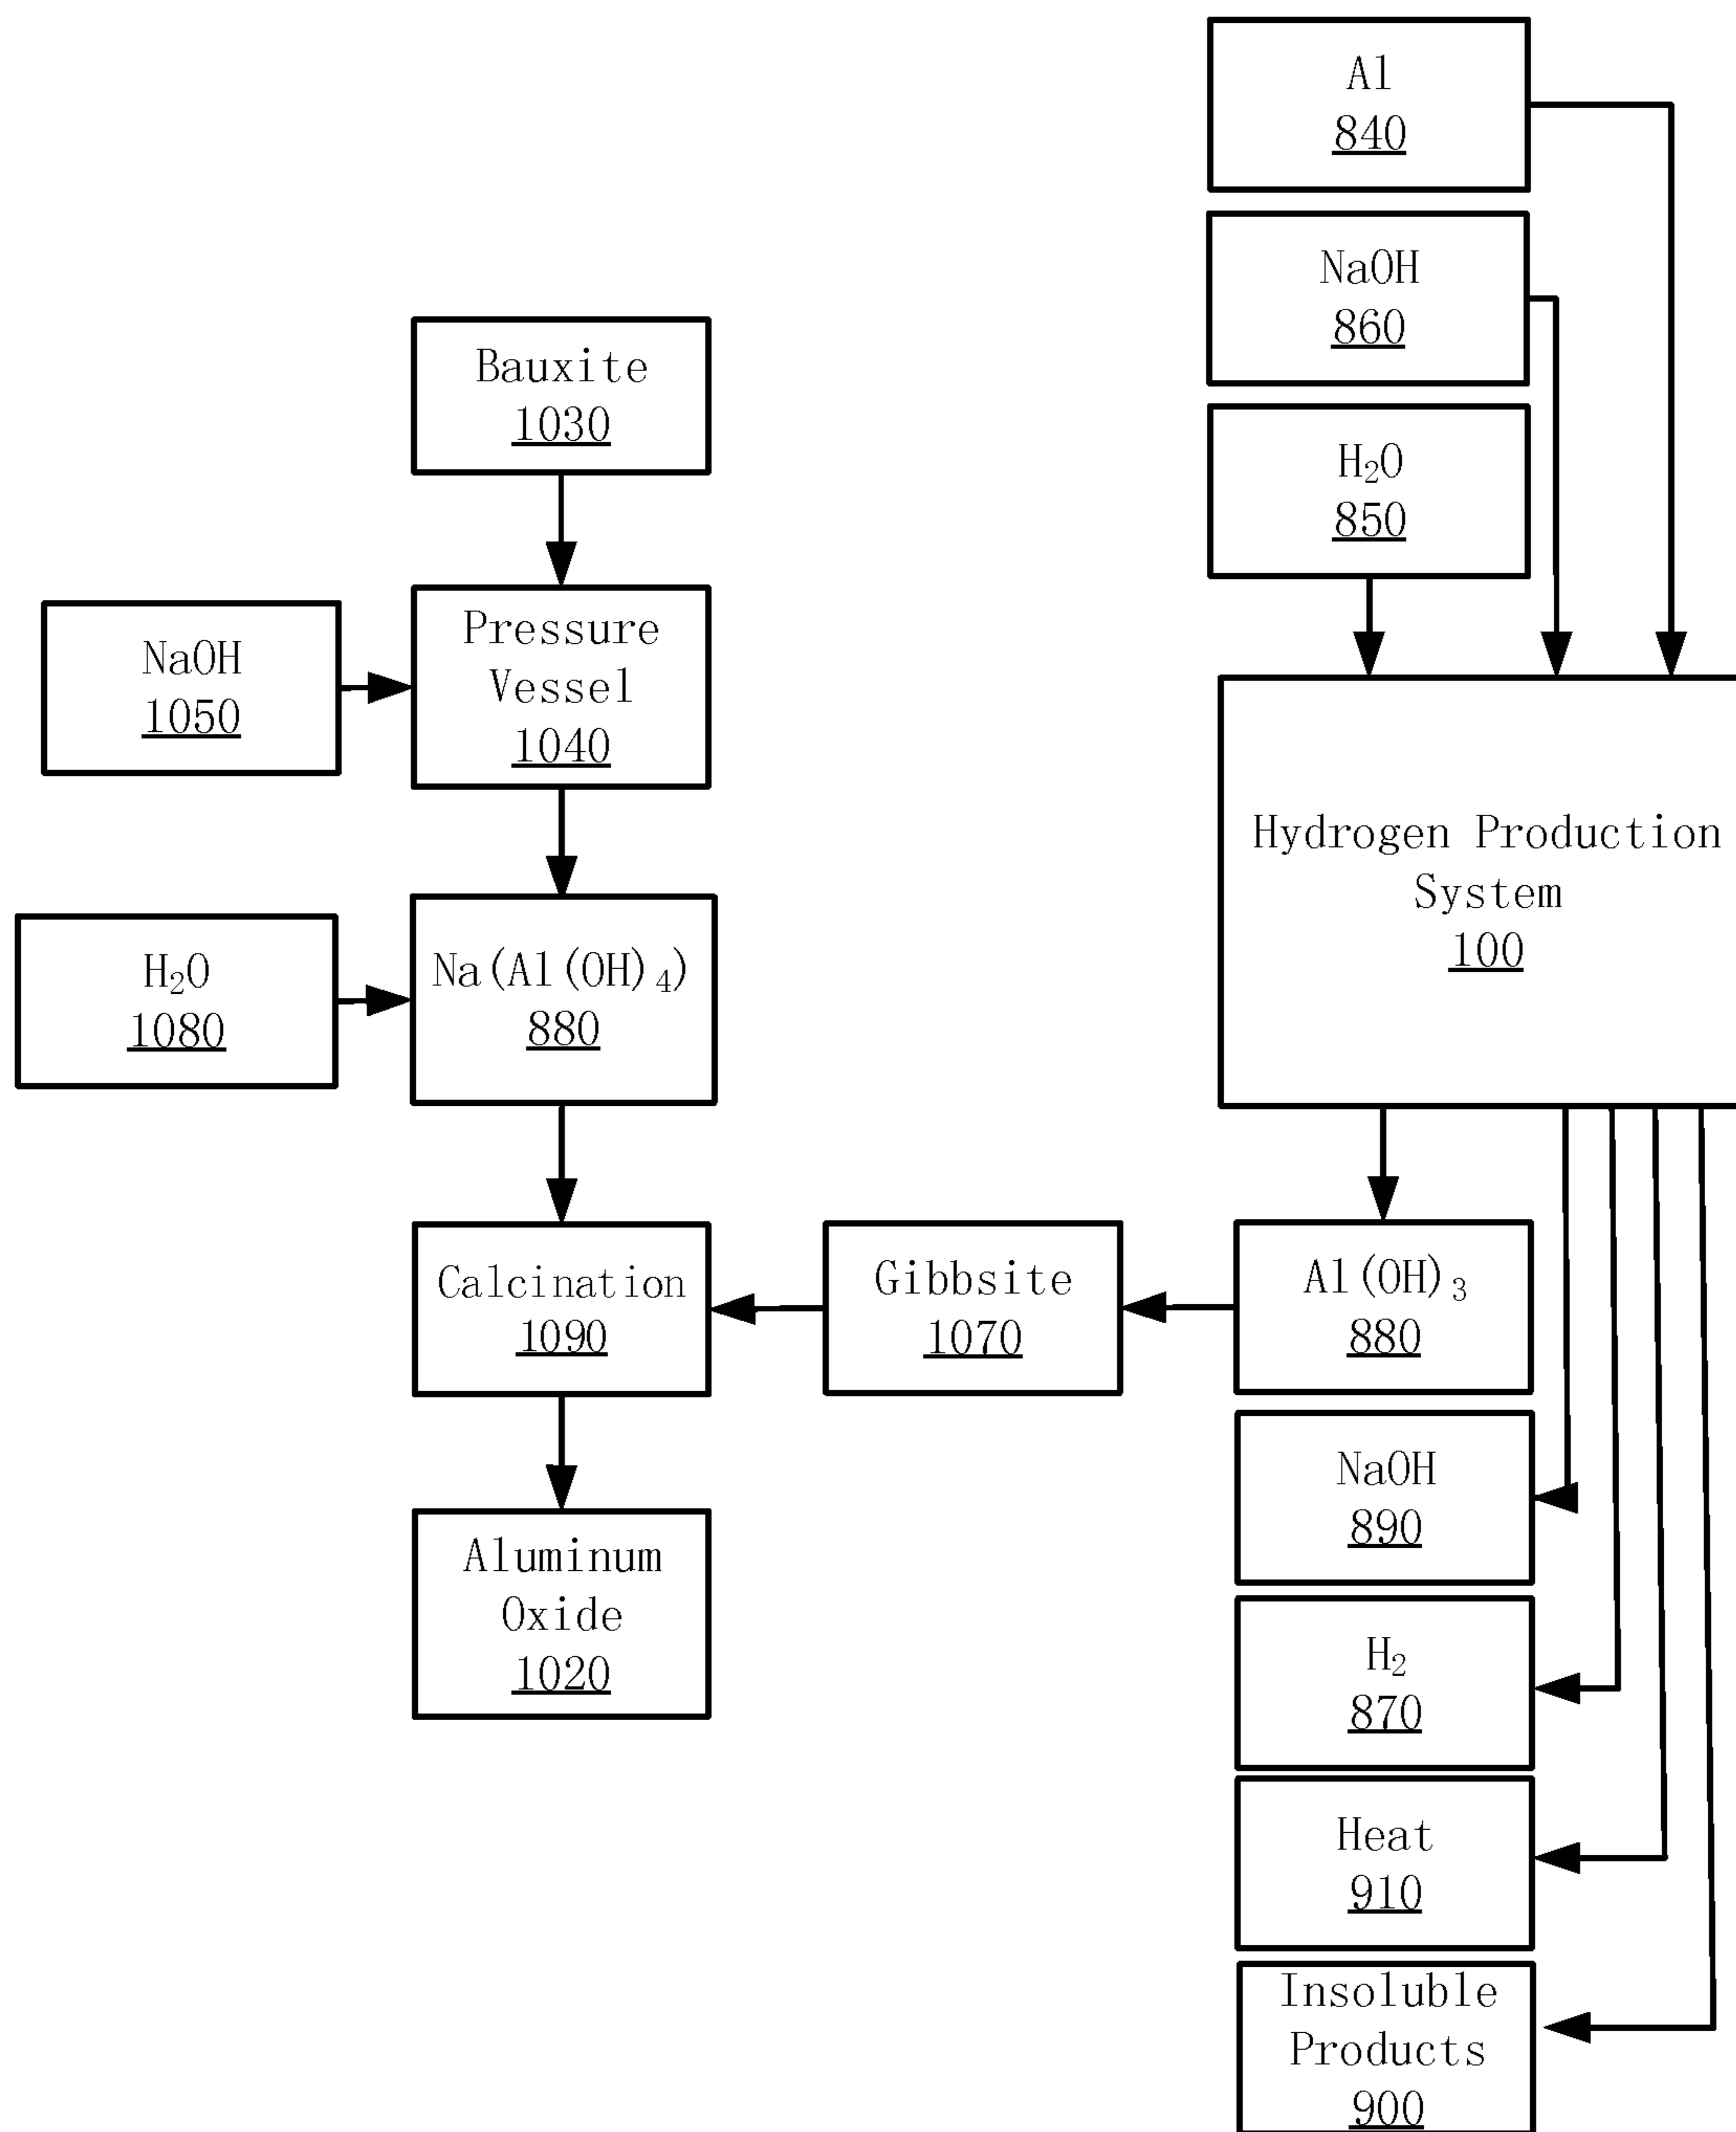 Al
840
NaOH
860
H₂O
850
Bauxite
1030
Pressure
Vessel
1040
NaOH
1050
Na(Al(OH)₄)
880
H₂O
1080
Hydrogen Production
System
100
Calcination
1090
Gibbsite
1070
Al(OH)₃
880
NaOH
890
Aluminum
Oxide
1020
H₂
870
Heat
910
Insoluble
Products
900